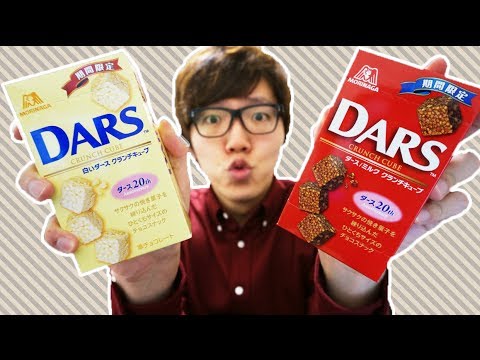 MORINAGA
期間限定
DARS
CRUNCH CUBE
白いダース クランチキューブ
ダース20th
サクサクの焼き菓子を
練り込んだ
ひとくちサイズの
チョコスナック
MORINAGA
期間限定
DARS
CRUNCH CUBE
ダース〈ミルク〉クランチキューブ
ダース20th
サクサクの焼き菓子を
練り込んだ
ひとくちサイズの
チョコスナック